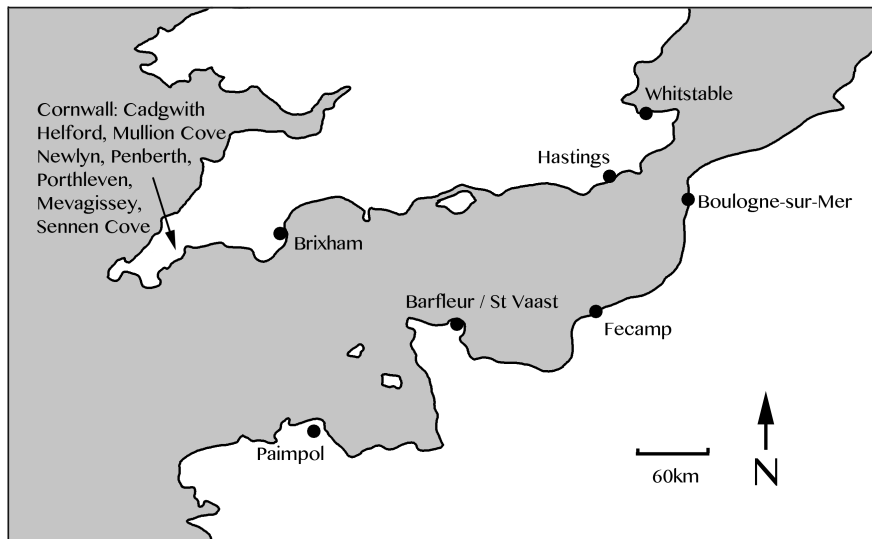 Cornwall: Cadgwith
Helford, Mullion Cove
Newlyn, Penberth,
Porthleven,
Mevagissey,
Sennen Cove
Whitstable
Hastings
Boulogne-sur-Mer
Brixham
Barfleur / St Vaast
Fecamp
Paimpol
60km
N